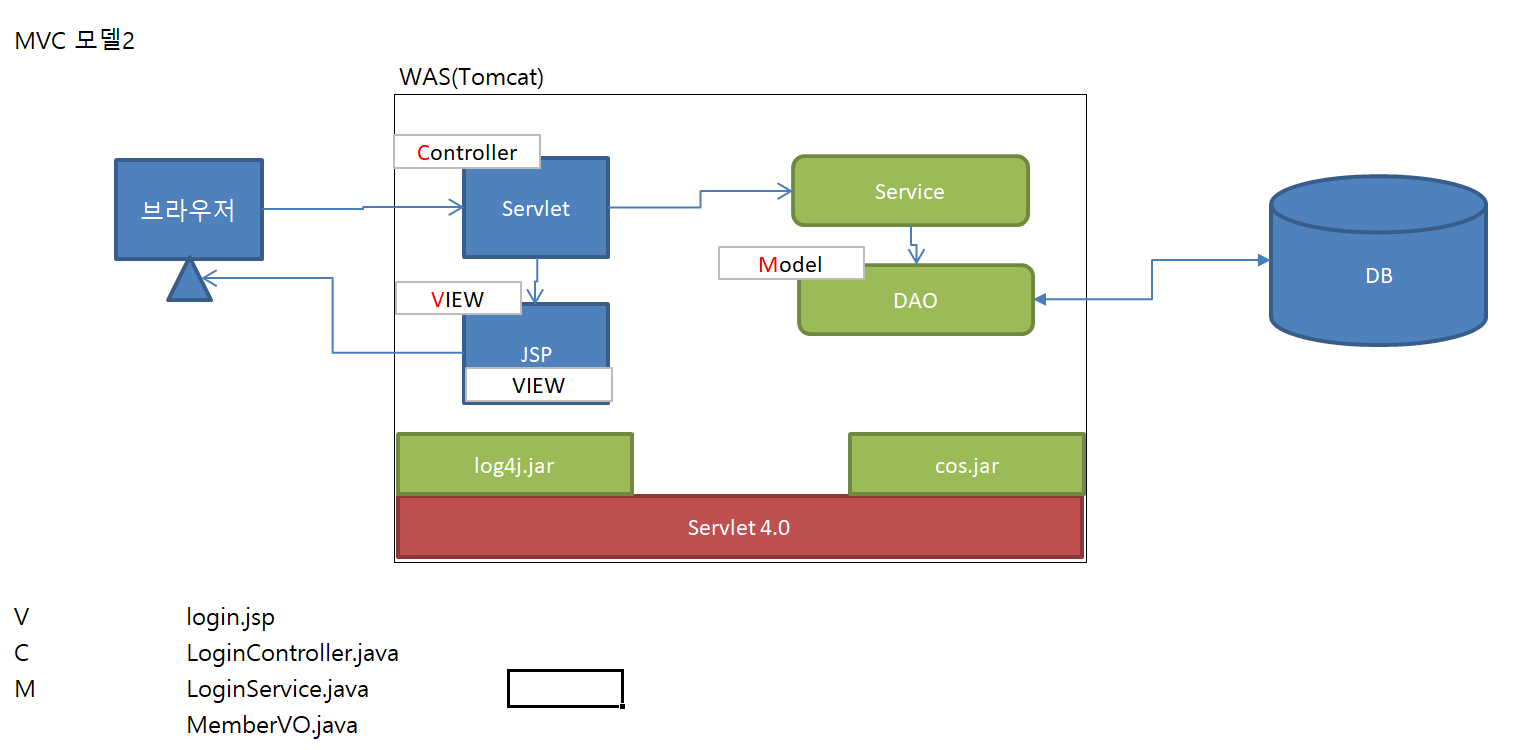 MVC 모델2
WAS(Tomcat)
Controller
브라우저
Servlet
Service
Model
DAO
DB
VIEW
JSP
VIEW
log4j.jar
cos.jar
Servlet 4.0
V login.jsp
C LoginController.java
M LoginService.java
MemberVO.java